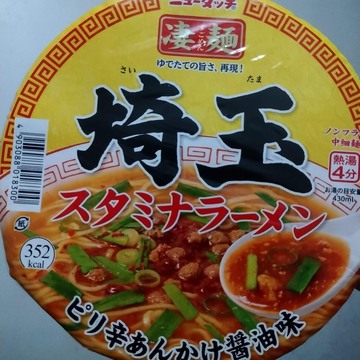 ニュータッチ
凄麺
ゆでたての旨さ、再現!
さい たま
埼玉
ノンフラ
中細麺
熱湯
4分
お湯の目安量
430ml
スタミナラーメン
352
kcal
ピリ辛あんかけ醤油味